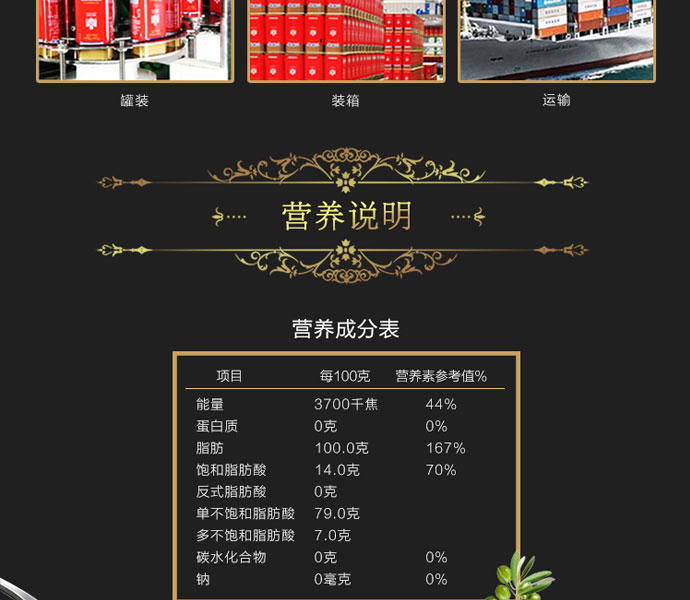 罐装
装箱
运输
营养说明
营养成分表
项目 每100克 营养素参考值%
能量 3700千焦 44%
蛋白质 0克 0%
脂肪 100.0克 167%
饱和脂肪酸 14.0克 70%
反式脂肪酸 0克
单不饱和脂肪酸 79.0克
多不饱和脂肪酸 7.0克
碳水化合物 0克 0%
钠 0毫克 0%